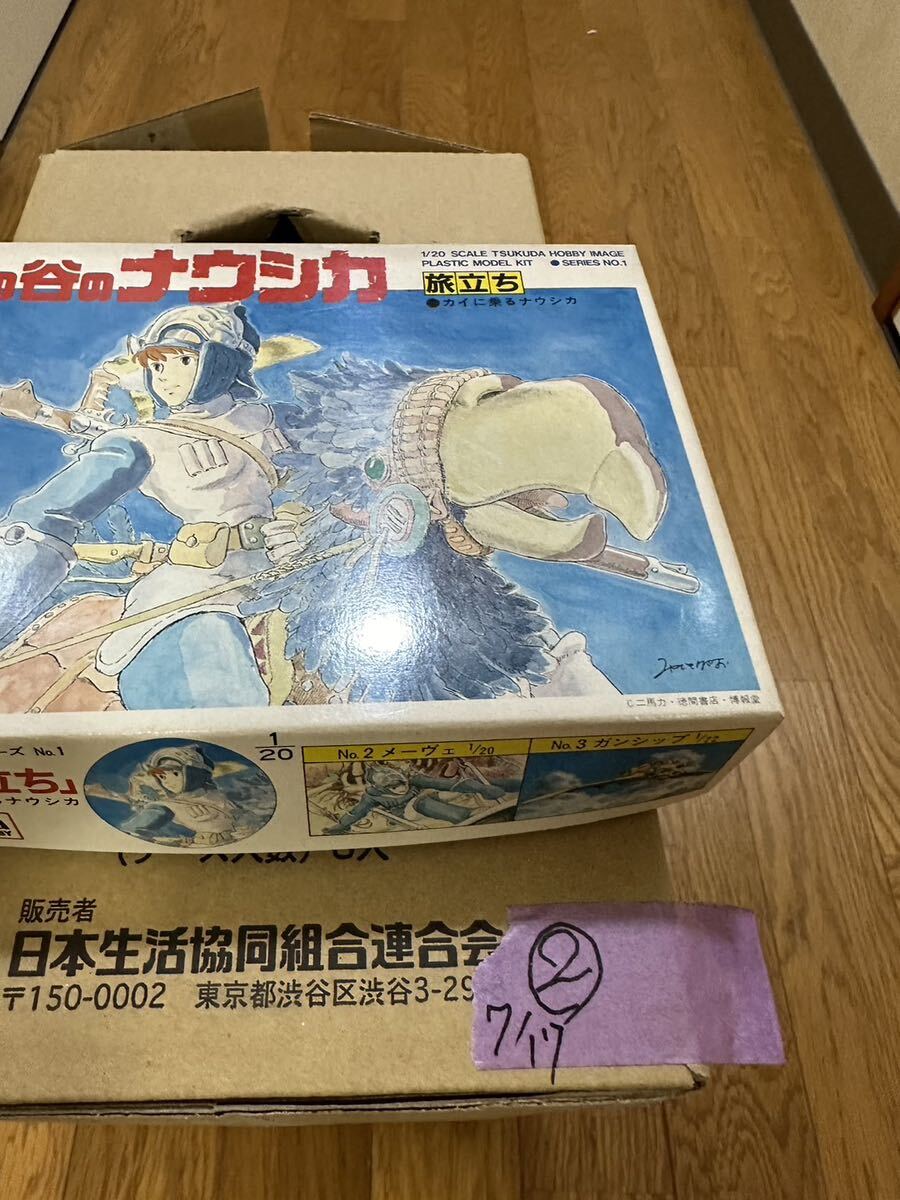 の谷のナウシカ
1/20 SCALE TSUKUDA HOBBY IMAGE
PLASTIC MODEL KIT ●SERIES NO.1
旅立ち
●カイに乗るナウシカ
みやざきはやお
©二馬力・徳間書店・博報堂
ーズ No.1
立ち」
るナウシカ
1
20
No.2 メーヴェ 1/20
No.3 ガンシップ 1/72
販売者
日本生活協同組合連合会
〒150-0002 東京都渋谷区渋谷3-29
②
7/17